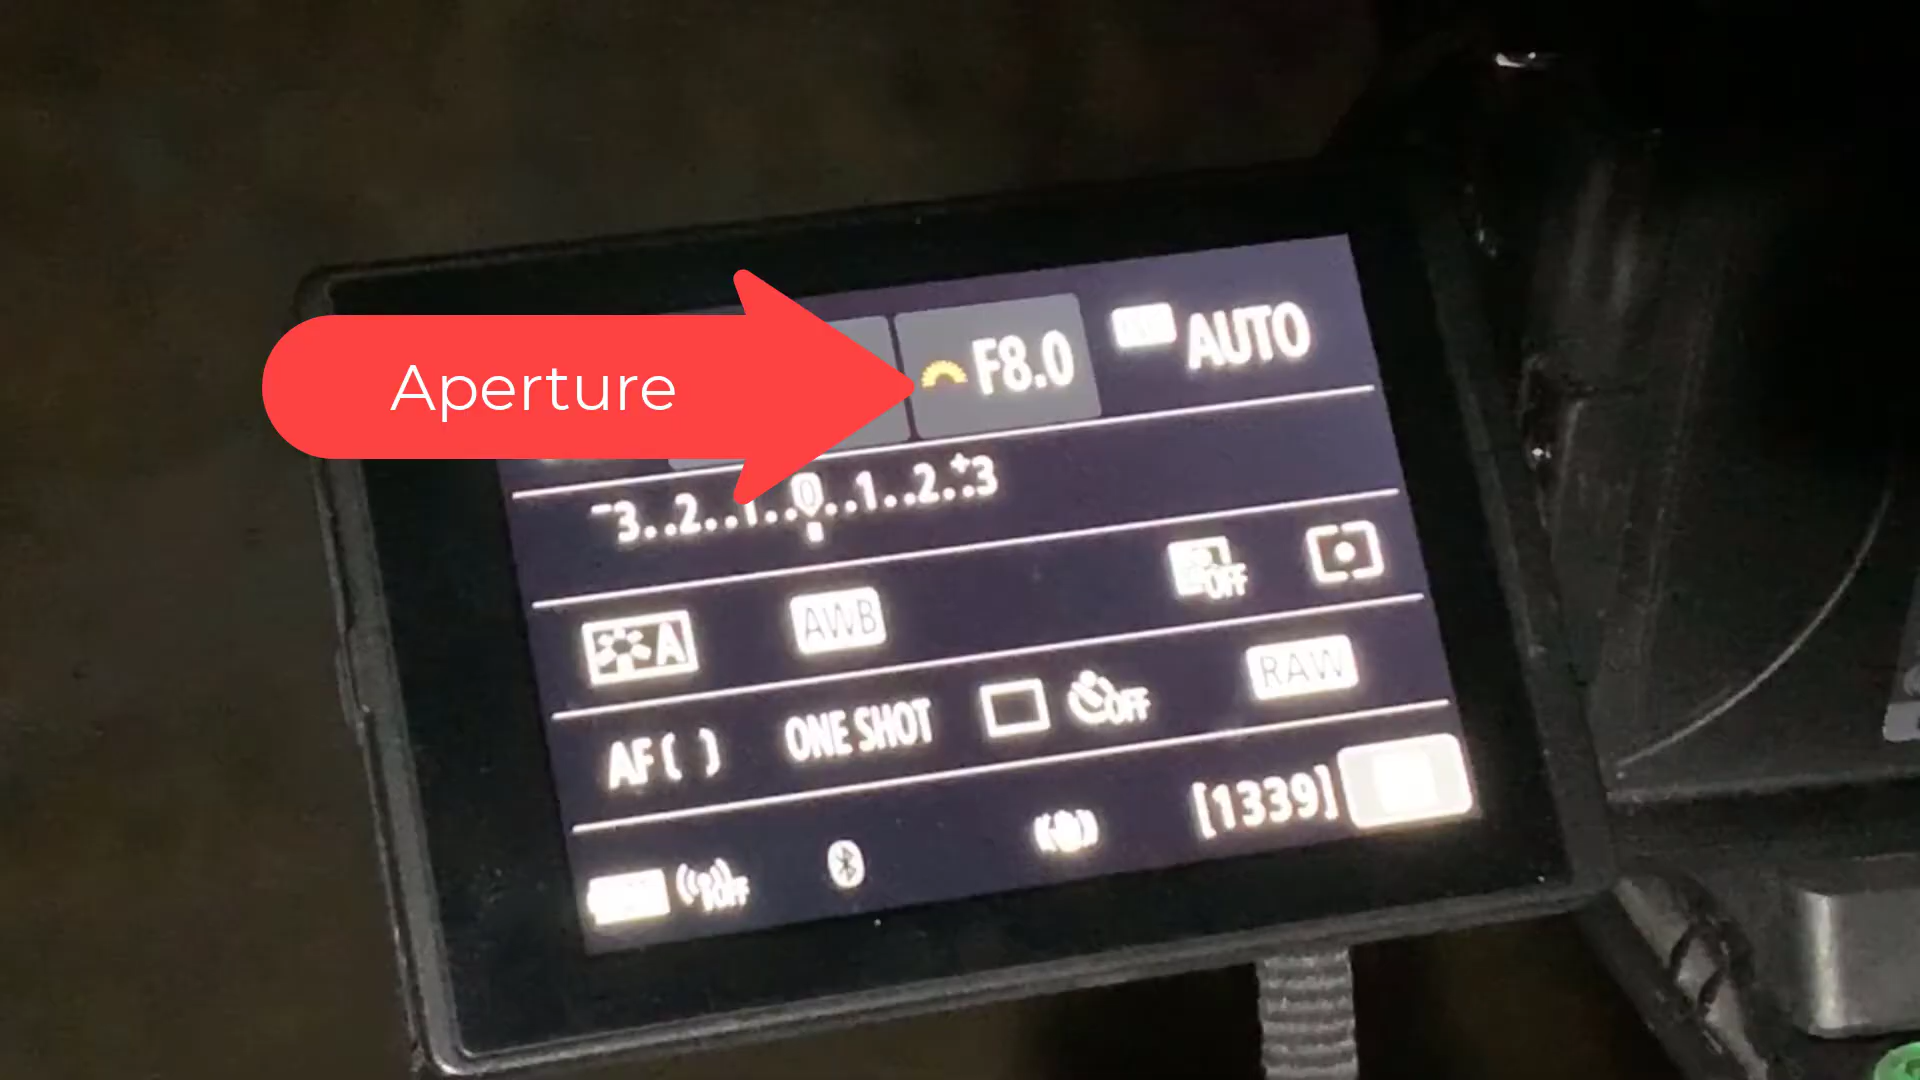 Aperture
F8.0
AUTO
-3..2..1..0..1..2..+3
OFF
A
AWB
RAW
AF( )
ONE SHOT
OFF
[1339]
OFF